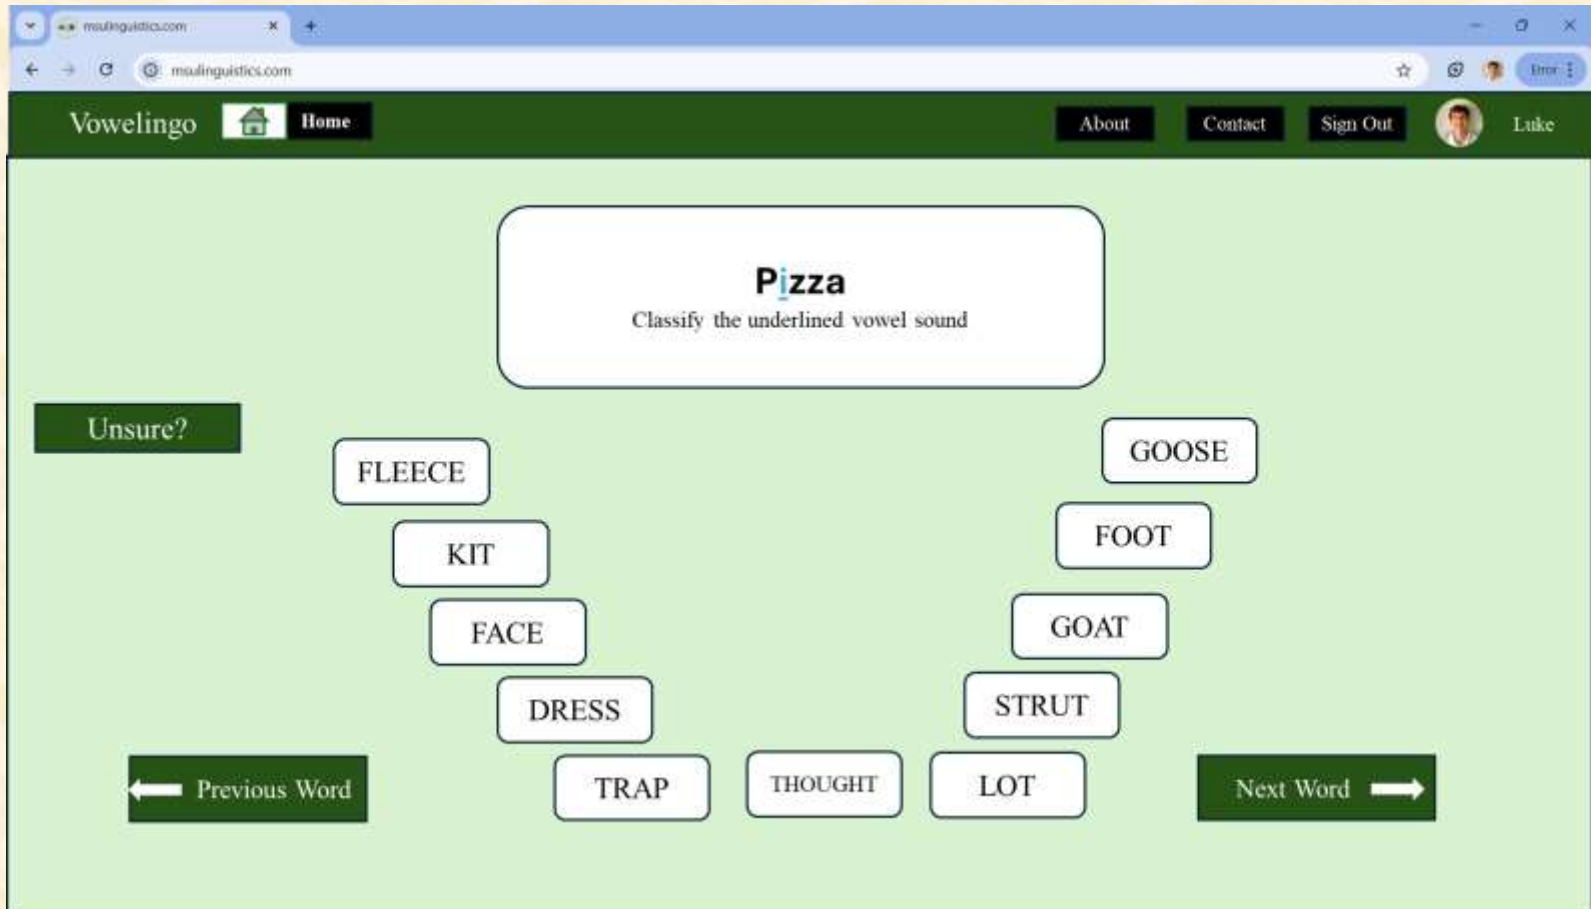 msulinguistics.com
msulinguistics.com
Error
Vowelingo
Home
About
Contact
Sign Out
Luke
Pizza
Classify the underlined vowel sound
Unsure?
FLEECE
GOOSE
KIT
FOOT
FACE
GOAT
DRESS
STRUT
TRAP
THOUGHT
LOT
Previous Word
Next Word